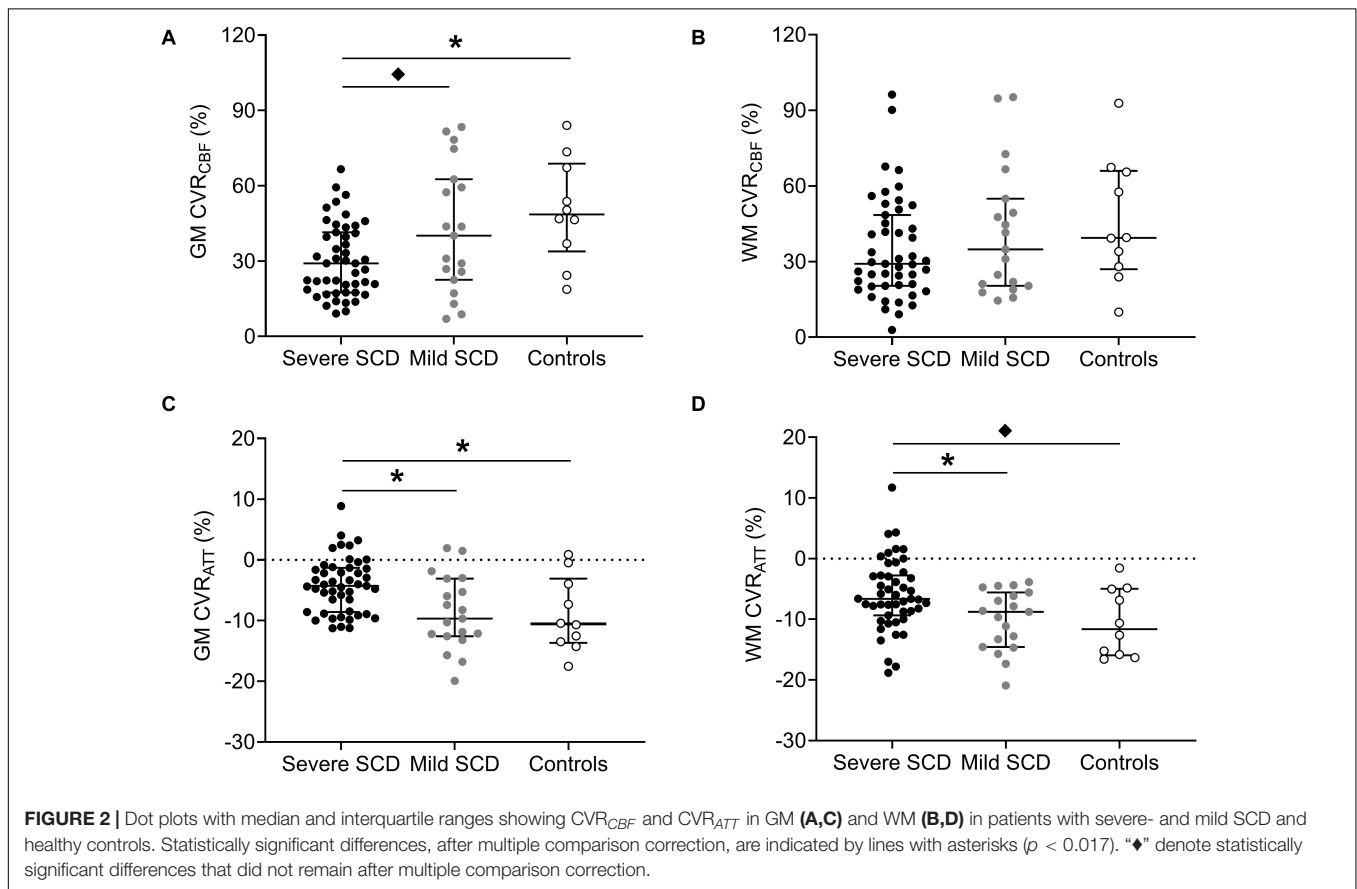 A
GM CVR_CBF (%)
120
90
60
30
0
*
♦
Severe SCD Mild SCD Controls
B
WM CVR_CBF (%)
120
90
60
30
0
Severe SCD Mild SCD Controls
C
GM CVR_ATT (%)
20
10
0
-10
-20
-30
*
*
Severe SCD Mild SCD Controls
D
WM CVR_ATT (%)
20
10
0
-10
-20
-30
♦
*
Severe SCD Mild SCD Controls
FIGURE 2 | Dot plots with median and interquartile ranges showing CVR_CBF and CVR_ATT in GM (A,C) and WM (B,D) in patients with severe- and mild SCD and
healthy controls. Statistically significant differences, after multiple comparison correction, are indicated by lines with asterisks (p < 0.017). “♦” denote statistically
significant differences that did not remain after multiple comparison correction.